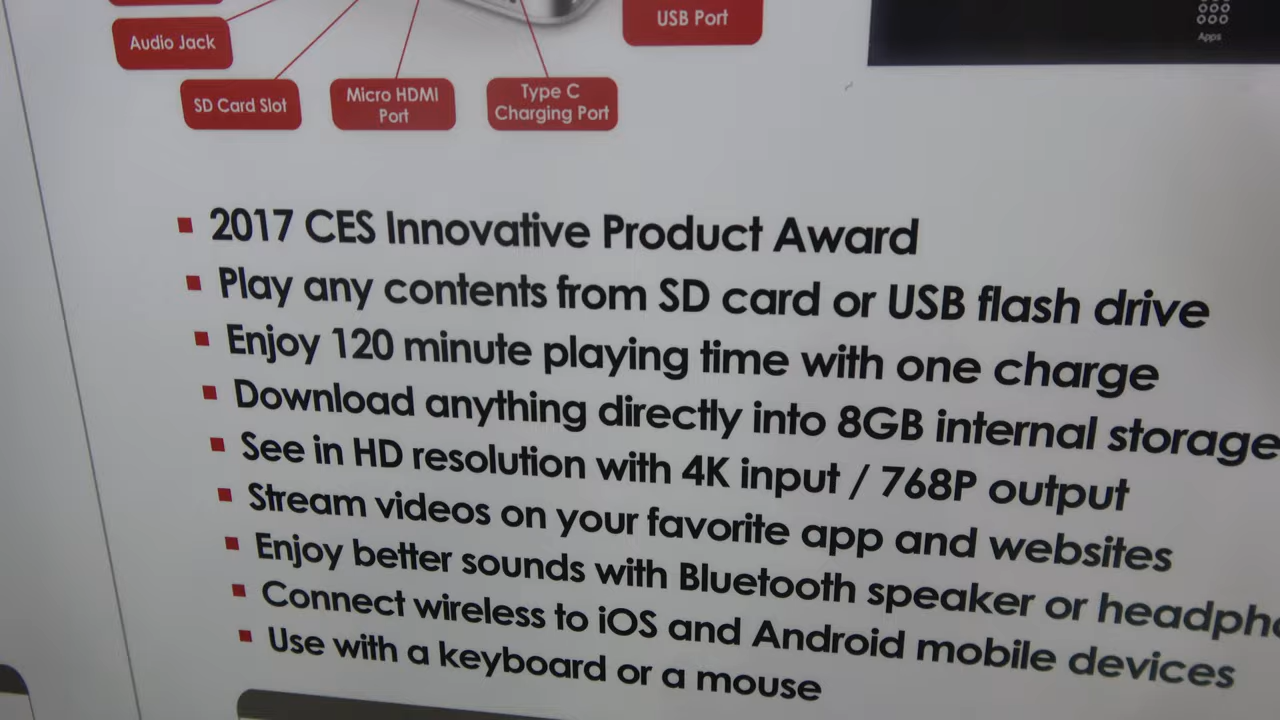 USB Port
Apps
Audio Jack
SD Card Slot
Micro HDMI
Port
Type C
Charging Port
2017 CES Innovative Product Award
Play any contents from SD card or USB flash drive
Enjoy 120 minute playing time with one charge
Download anything directly into 8GB internal storage
See in HD resolution with 4K input / 768P output
Stream videos on your favorite app and websites
Enjoy better sounds with Bluetooth speaker or headpho
Connect wireless to iOS and Android mobile devices
Use with a keyboard or a mouse